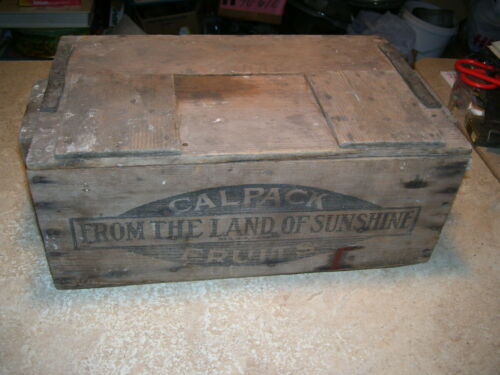 CALPACK
FROM THE LAND OF SUNSHINE
FRUITS